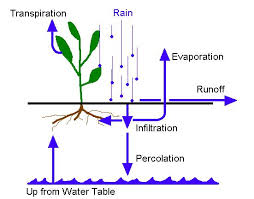 Transpiration
Rain
Evaporation
Runoff
Infiltration
Percolation
Up from Water Table